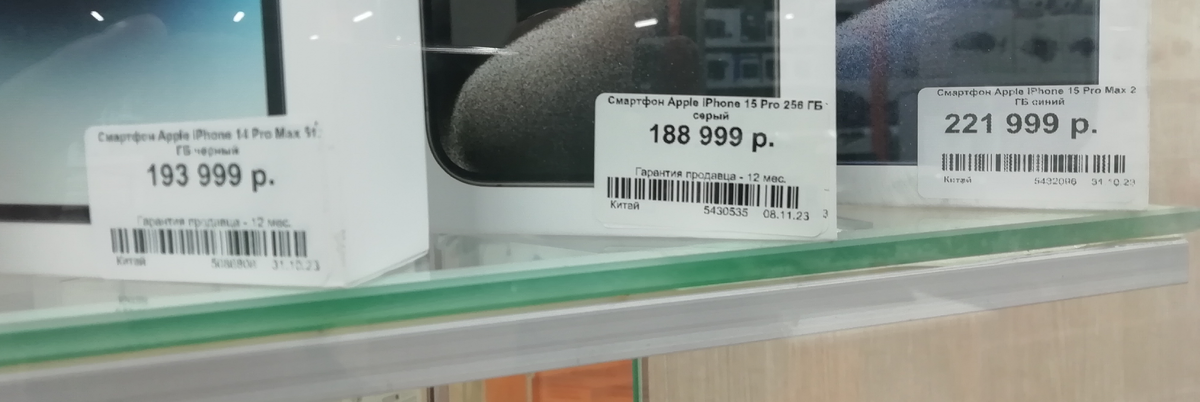 Смартфон Apple iPhone 14 Pro Max
ГБ черный
193 999 р.
Гарантия продавца - 12 мес.
Китай 31.10.23
Смартфон Apple iPhone 15 Pro 256 ГБ
серый
188 999 р.
Гарантия продавца - 12 мес.
Китай 5430535 08.11.23
Смартфон Apple iPhone 15 Pro Max 2
ГБ синий
221 999 р.
Китай 5432096 31.10.23